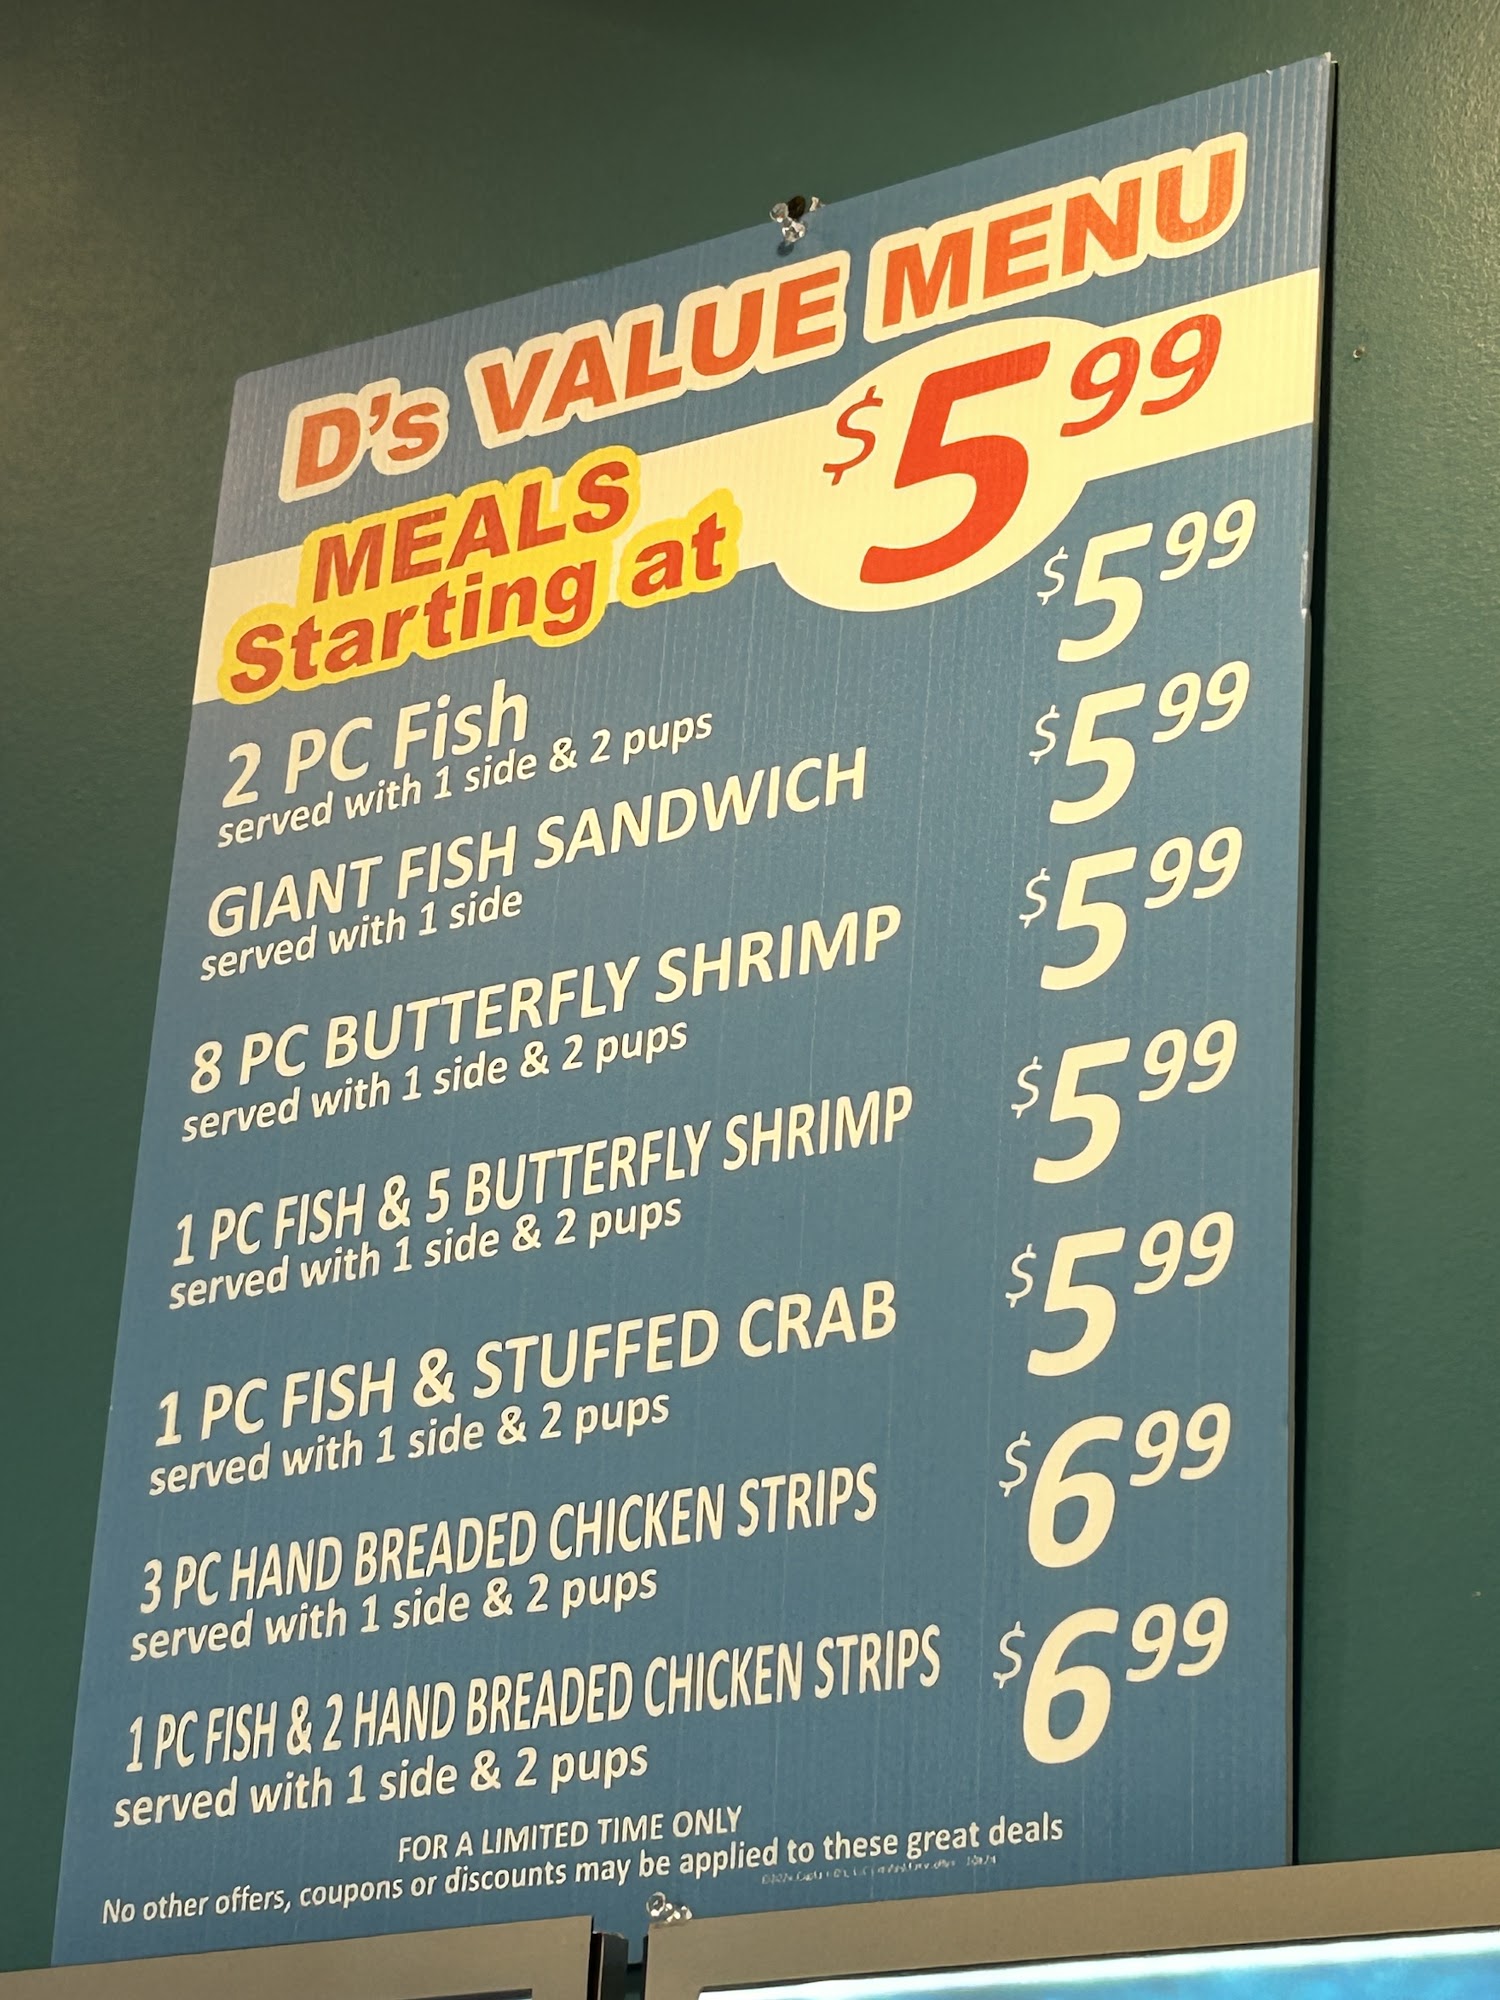 D's VALUE MENU
MEALS
Starting at
$5 99
2 PC Fish $5 99
served with 1 side & 2 pups
GIANT FISH SANDWICH $5 99
served with 1 side
8 PC BUTTERFLY SHRIMP $5 99
served with 1 side & 2 pups
1 PC FISH & 5 BUTTERFLY SHRIMP $5 99
served with 1 side & 2 pups
1 PC FISH & STUFFED CRAB $5 99
served with 1 side & 2 pups
3 PC HAND BREADED CHICKEN STRIPS $6 99
served with 1 side & 2 pups
1 PC FISH & 2 HAND BREADED CHICKEN STRIPS $6 99
served with 1 side & 2 pups
FOR A LIMITED TIME ONLY
No other offers, coupons or discounts may be applied to these great deals